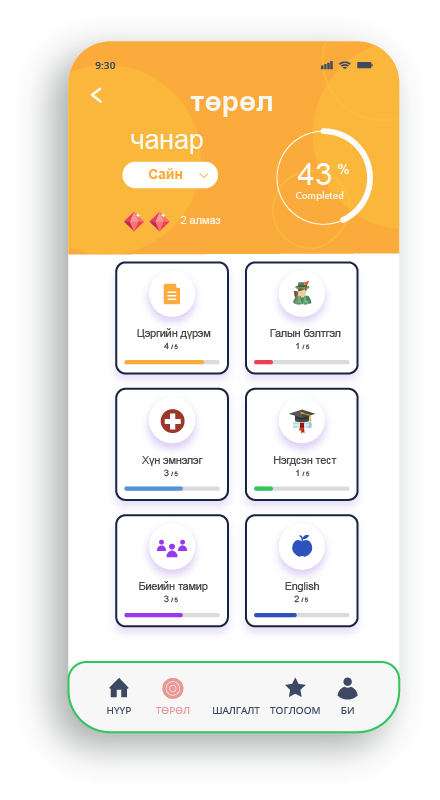 9:30
төрөл
чанар
Сайн
43 %
Completed
2 алмаз
Цэргийн дүрэм
4 / 5
Галын бэлтгэл
1 / 5
Хүн эмнэлэг
3 / 5
Нэгдсэн тест
1 / 5
Биеийн тамир
3 / 5
English
2 / 5
НҮҮР ТӨРӨЛ ШАЛГАЛТ ТОГЛООМ БИ